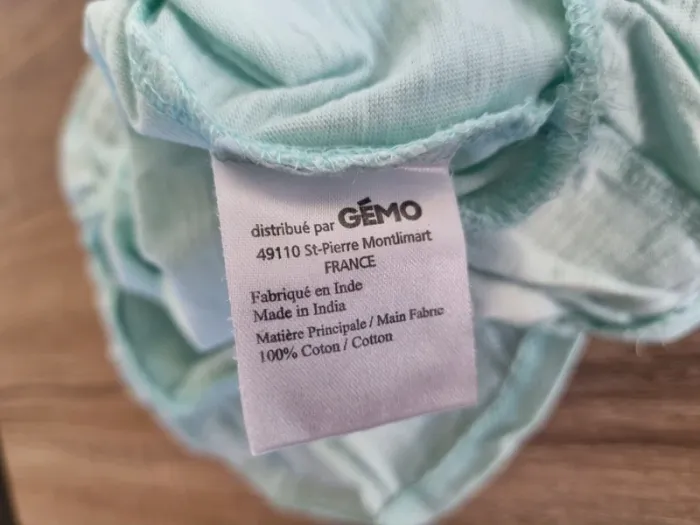 distribué par GÉMO
49110 St-Pierre Montlimart
FRANCE
Fabriqué en Inde
Made in India
Matière Principale / Main Fabric
100% Coton / Cotton